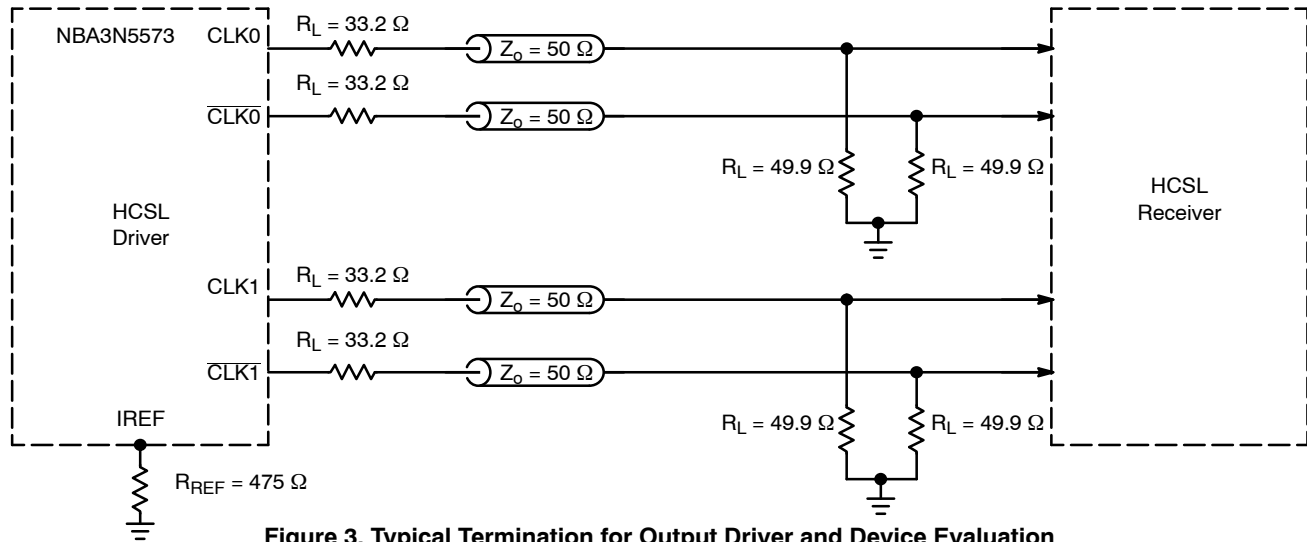 NBA3N5573 CLK0 R_L = 33.2 Ω Z_o = 50 Ω
C̅L̅K̅0̅ R_L = 33.2 Ω Z_o = 50 Ω
R_L = 49.9 Ω R_L = 49.9 Ω
HCSL
Driver
HCSL
Receiver
CLK1 R_L = 33.2 Ω Z_o = 50 Ω
C̅L̅K̅1̅ R_L = 33.2 Ω Z_o = 50 Ω
R_L = 49.9 Ω R_L = 49.9 Ω
IREF
R_REF = 475 Ω
Figure 3. Typical Termination for Output Driver and Device Evaluation